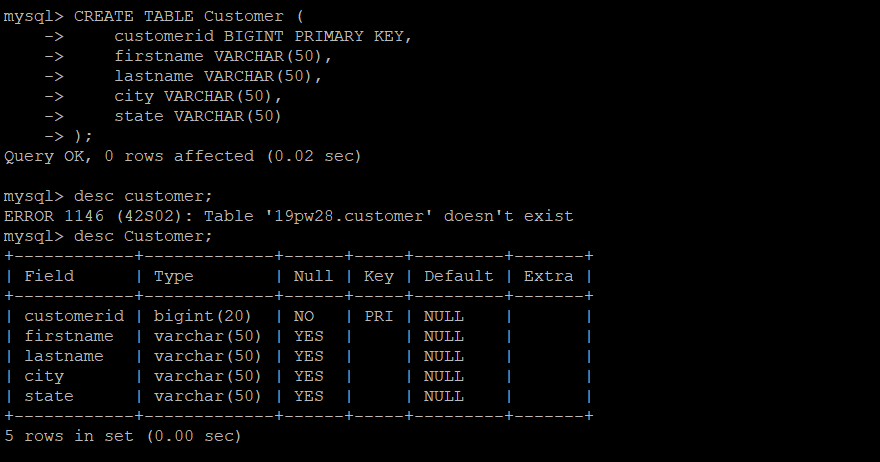 mysql> CREATE TABLE Customer (
    ->     customerid BIGINT PRIMARY KEY,
    ->     firstname VARCHAR(50),
    ->     lastname VARCHAR(50),
    ->     city VARCHAR(50),
    ->     state VARCHAR(50)
    -> );
Query OK, 0 rows affected (0.02 sec)

mysql> desc customer;
ERROR 1146 (42S02): Table '19pw28.customer' doesn't exist
mysql> desc Customer;
+------------+-------------+------+-----+---------+-------+
| Field      | Type        | Null | Key | Default | Extra |
+------------+-------------+------+-----+---------+-------+
| customerid | bigint(20)  | NO   | PRI | NULL    |       |
| firstname  | varchar(50) | YES  |     | NULL    |       |
| lastname   | varchar(50) | YES  |     | NULL    |       |
| city       | varchar(50) | YES  |     | NULL    |       |
| state      | varchar(50) | YES  |     | NULL    |       |
+------------+-------------+------+-----+---------+-------+
5 rows in set (0.00 sec)